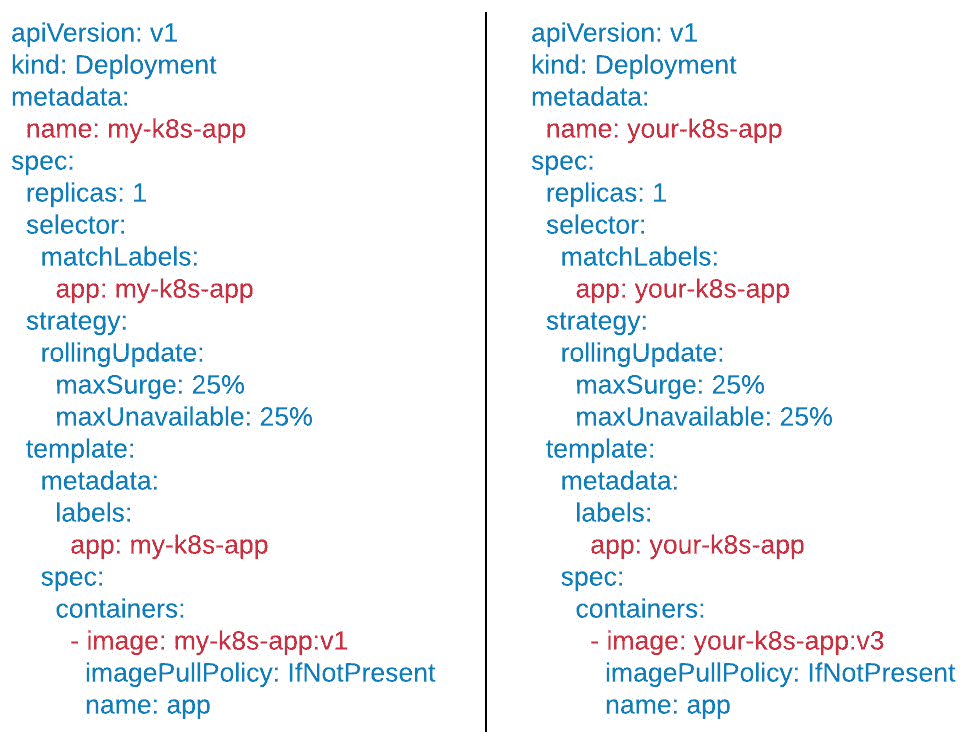 apiVersion: v1
kind: Deployment
metadata:
  name: my-k8s-app
spec:
  replicas: 1
  selector:
    matchLabels:
      app: my-k8s-app
  strategy:
    rollingUpdate:
      maxSurge: 25%
      maxUnavailable: 25%
  template:
    metadata:
      labels:
        app: my-k8s-app
    spec:
      containers:
        - image: my-k8s-app:v1
          imagePullPolicy: IfNotPresent
          name: app
apiVersion: v1
kind: Deployment
metadata:
  name: your-k8s-app
spec:
  replicas: 1
  selector:
    matchLabels:
      app: your-k8s-app
  strategy:
    rollingUpdate:
      maxSurge: 25%
      maxUnavailable: 25%
  template:
    metadata:
      labels:
        app: your-k8s-app
    spec:
      containers:
        - image: your-k8s-app:v3
          imagePullPolicy: IfNotPresent
          name: app